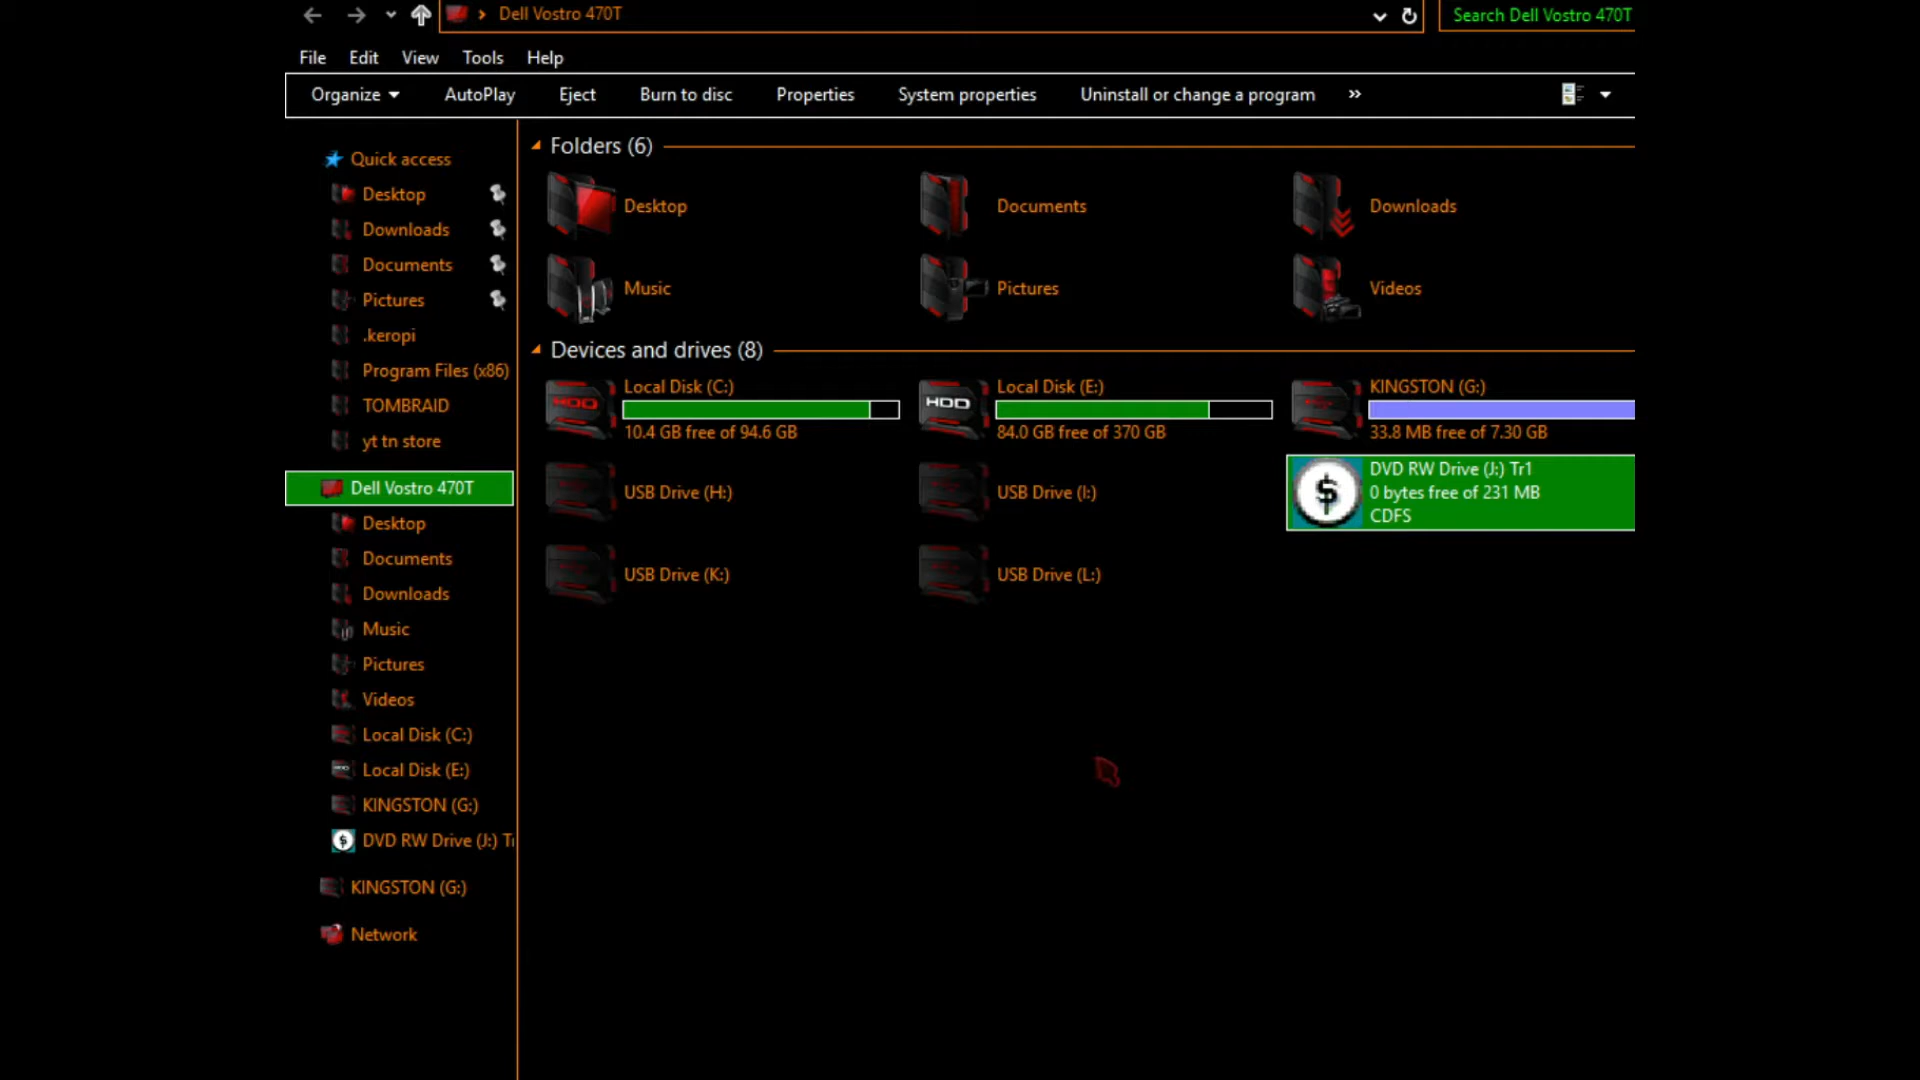 Dell Vostro 470T
Search Dell Vostro 470T
File Edit View Tools Help
Organize AutoPlay Eject Burn to disc Properties System properties Uninstall or change a program »
Quick access
Desktop
Downloads
Documents
Pictures
.keropi
Program Files (x86)
TOMBRAID
yt tn store
Dell Vostro 470T
Desktop
Documents
Downloads
Music
Pictures
Videos
Local Disk (C:)
Local Disk (E:)
KINGSTON (G:)
DVD RW Drive (J:) Tr
KINGSTON (G:)
Network
Folders (6)
Desktop
Documents
Downloads
Music
Pictures
Videos
Devices and drives (8)
HDD
Local Disk (C:)
10.4 GB free of 94.6 GB
HDD
Local Disk (E:)
84.0 GB free of 370 GB
KINGSTON (G:)
33.8 MB free of 7.30 GB
USB Drive (H:)
USB Drive (I:)
$
DVD RW Drive (J:) Tr1
0 bytes free of 231 MB
CDFS
USB Drive (K:)
USB Drive (L:)